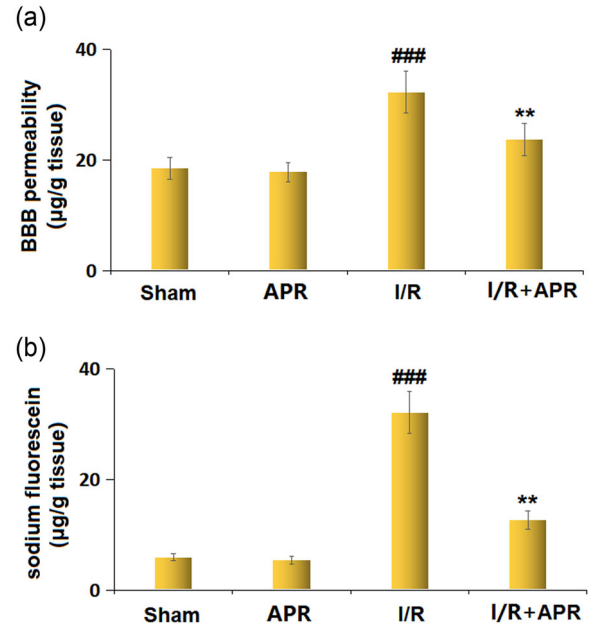 (a)
BBB permeability
(µg/g tissue)
40
20
0
###
**
Sham APR I/R I/R+APR
(b)
sodium fluorescein
(µg/g tissue)
40
20
0
###
**
Sham APR I/R I/R+APR